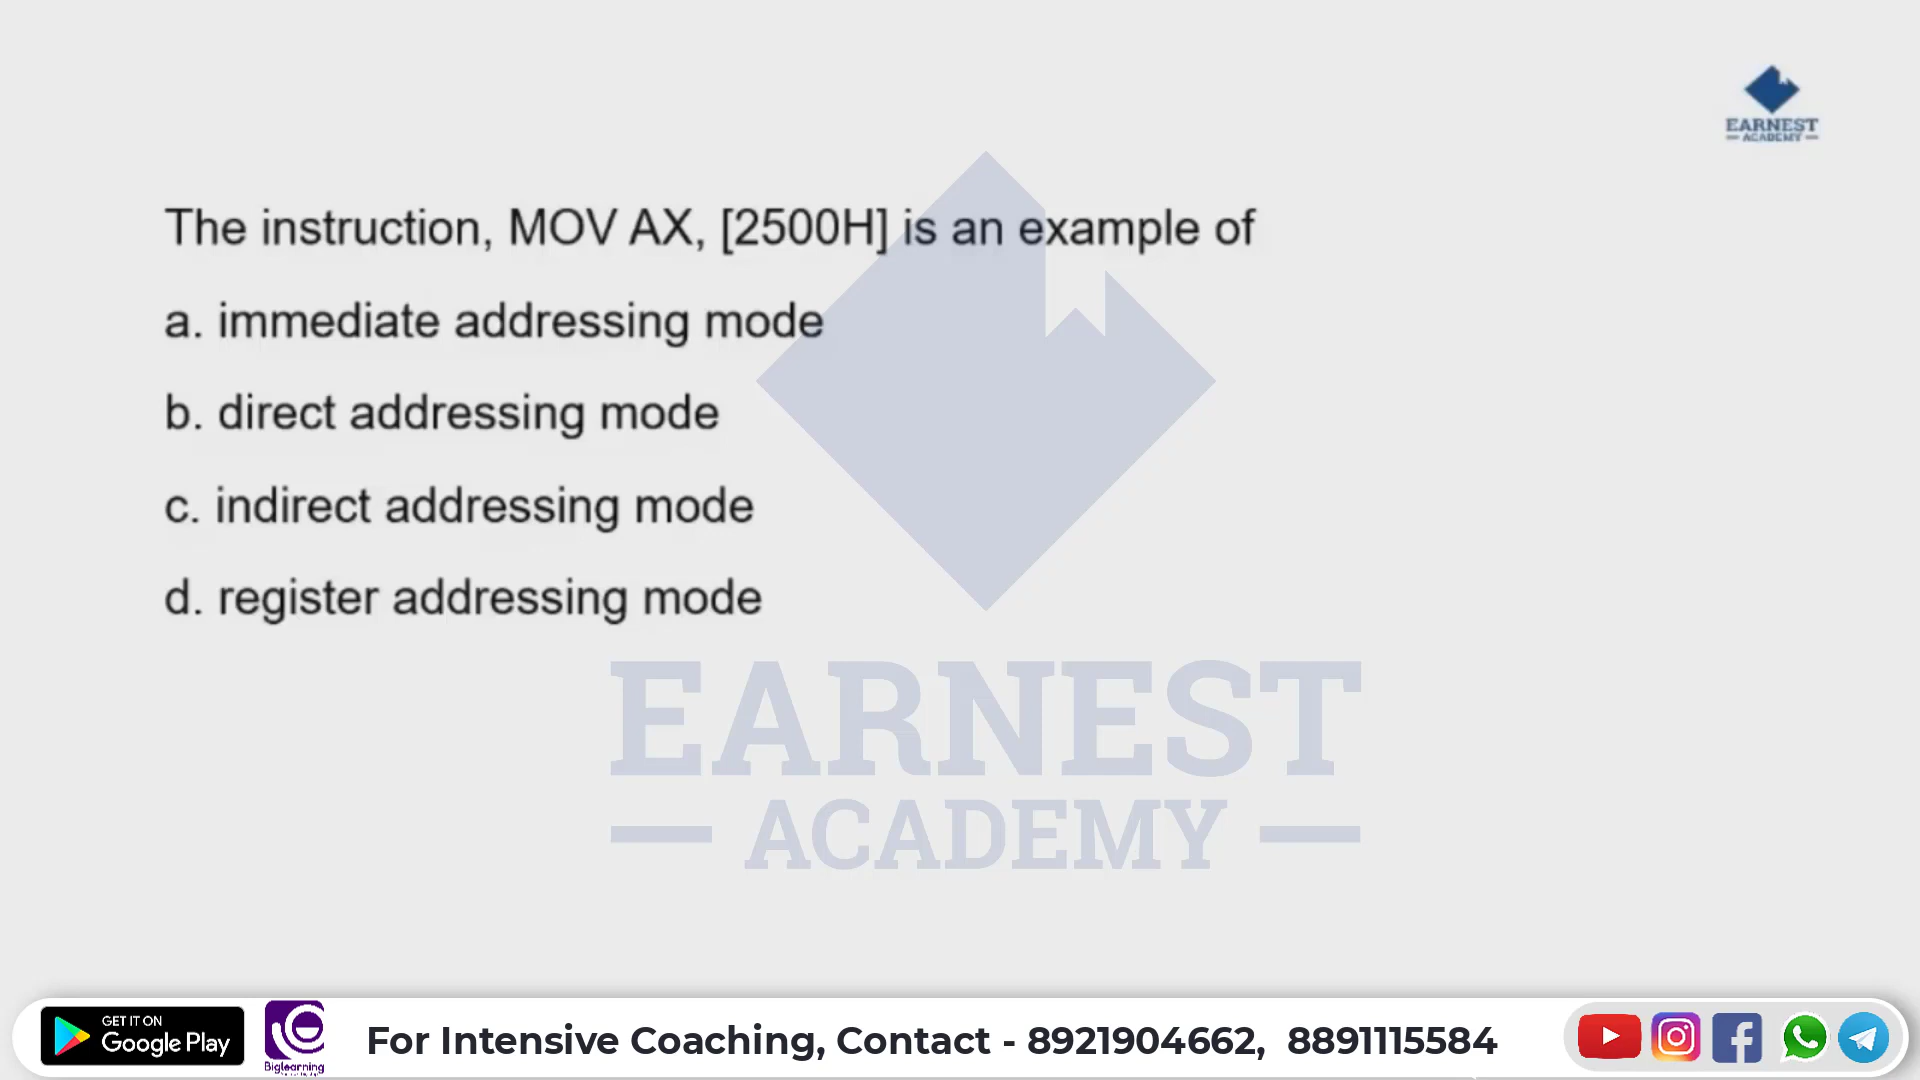 EARNEST
ACADEMY
The instruction, MOV AX, [2500H] is an example of
a. immediate addressing mode
b. direct addressing mode
c. indirect addressing mode
d. register addressing mode
EARNEST
ACADEMY
GET IT ON
Google Play
Biglearning
For Intensive Coaching, Contact - 8921904662, 8891115584